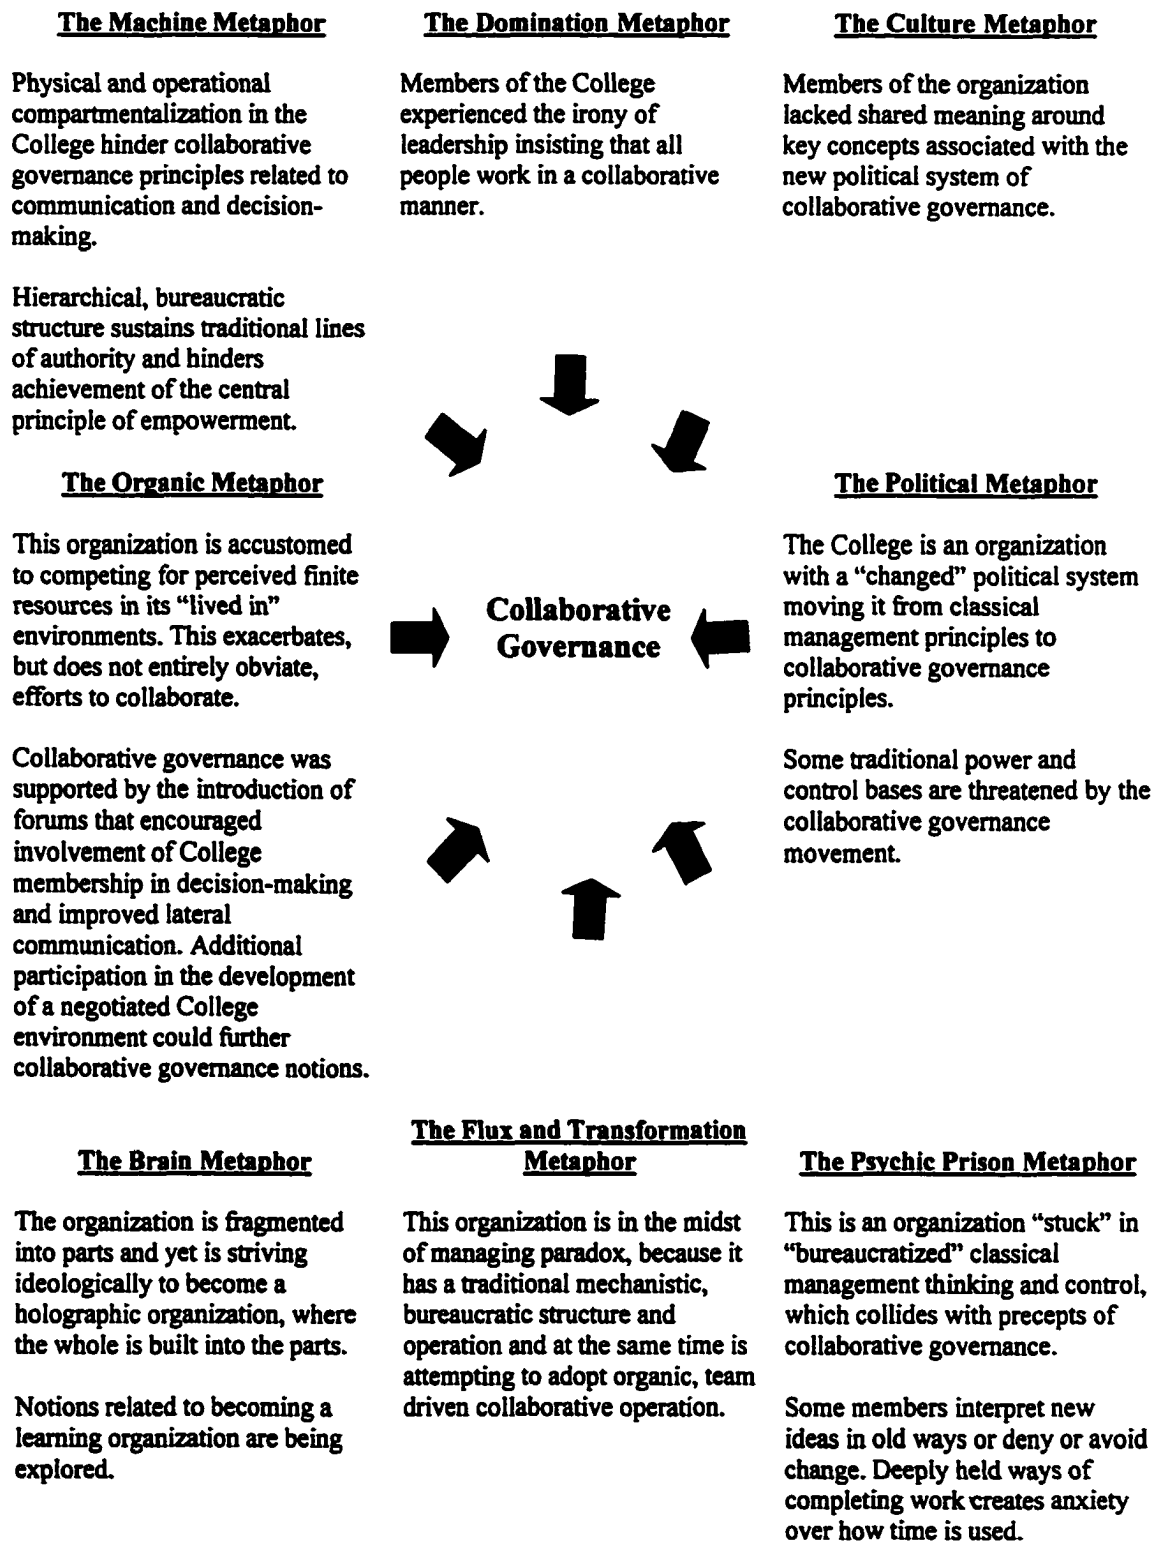 The Machine Metaphor
Physical and operational
compartmentalization in the
College hinder collaborative
governance principles related to
communication and decision-
making.
Hierarchical, bureaucratic
structure sustains traditional lines
of authority and hinders
achievement of the central
principle of empowerment.
The Domination Metaphor
Members of the College
experienced the irony of
leadership insisting that all
people work in a collaborative
manner.
The Culture Metaphor
Members of the organization
lacked shared meaning around
key concepts associated with the
new political system of
collaborative governance.
The Organic Metaphor
This organization is accustomed
to competing for perceived finite
resources in its “lived in”
environments. This exacerbates,
but does not entirely obviate,
efforts to collaborate.
Collaborative governance was
supported by the introduction of
forums that encouraged
involvement of College
membership in decision-making
and improved lateral
communication. Additional
participation in the development
of a negotiated College
environment could further
collaborative governance notions.
Collaborative
Governance
The Political Metaphor
The College is an organization
with a “changed” political system
moving it from classical
management principles to
collaborative governance
principles.
Some traditional power and
control bases are threatened by the
collaborative governance
movement.
The Brain Metaphor
The organization is fragmented
into parts and yet is striving
ideologically to become a
holographic organization, where
the whole is built into the parts.
Notions related to becoming a
learning organization are being
explored.
The Flux and Transformation
Metaphor
This organization is in the midst
of managing paradox, because it
has a traditional mechanistic,
bureaucratic structure and
operation and at the same time is
attempting to adopt organic, team
driven collaborative operation.
The Psychic Prison Metaphor
This is an organization “stuck” in
“bureaucratized” classical
management thinking and control,
which collides with precepts of
collaborative governance.
Some members interpret new
ideas in old ways or deny or avoid
change. Deeply held ways of
completing work creates anxiety
over how time is used.